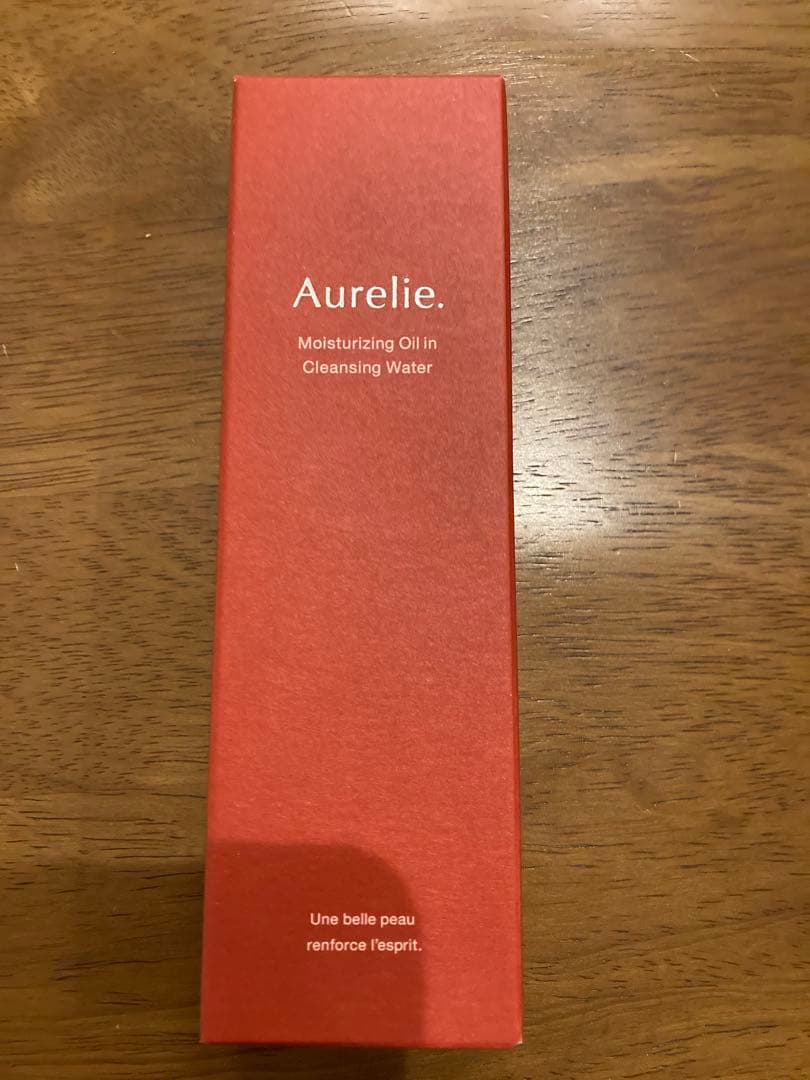 Aurelie.
Moisturizing Oil in
Cleansing Water
Une belle peau
renforce l'esprit.